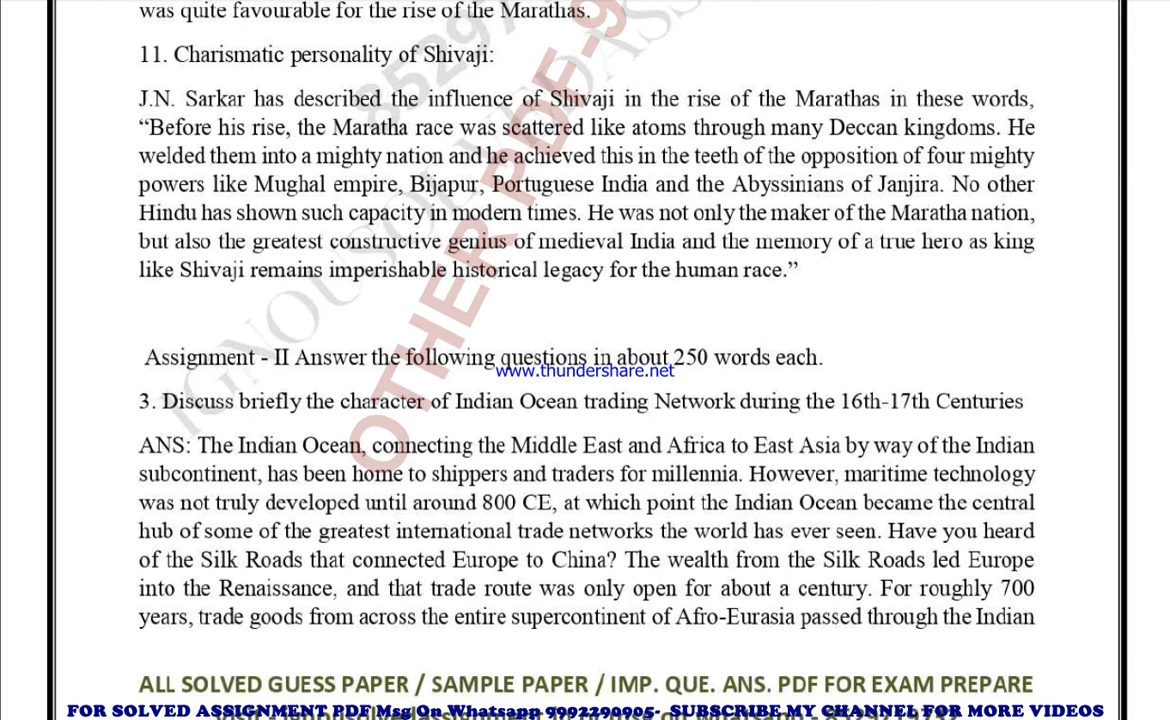 was quite favourable for the rise of the Marathas.
11. Charismatic personality of Shivaji:
J.N. Sarkar has described the influence of Shivaji in the rise of the Marathas in these words,
“Before his rise, the Maratha race was scattered like atoms through many Deccan kingdoms. He
welded them into a mighty nation and he achieved this in the teeth of the opposition of four mighty
powers like Mughal empire, Bijapur, Portuguese India and the Abyssinians of Janjira. No other
Hindu has shown such capacity in modern times. He was not only the maker of the Maratha nation,
but also the greatest constructive genius of medieval India and the memory of a true hero as king
like Shivaji remains imperishable historical legacy for the human race.”
Assignment - II Answer the following questions in about 250 words each.
www.thundershare.net
3. Discuss briefly the character of Indian Ocean trading Network during the 16th-17th Centuries
ANS: The Indian Ocean, connecting the Middle East and Africa to East Asia by way of the Indian
subcontinent, has been home to shippers and traders for millennia. However, maritime technology
was not truly developed until around 800 CE, at which point the Indian Ocean became the central
hub of some of the greatest international trade networks the world has ever seen. Have you heard
of the Silk Roads that connected Europe to China? The wealth from the Silk Roads led Europe
into the Renaissance, and that trade route was only open for about a century. For roughly 700
years, trade goods from across the entire supercontinent of Afro-Eurasia passed through the Indian
OTHER PDF-9
85297
ALL SOLVED GUESS PAPER / SAMPLE PAPER / IMP. QUE. ANS. PDF FOR EXAM PREPARE
FOR SOLVED ASSIGNMENT PDF Msg On Whatsapp 9992290905- SUBSCRIBE MY CHANNEL FOR MORE VIDEOS